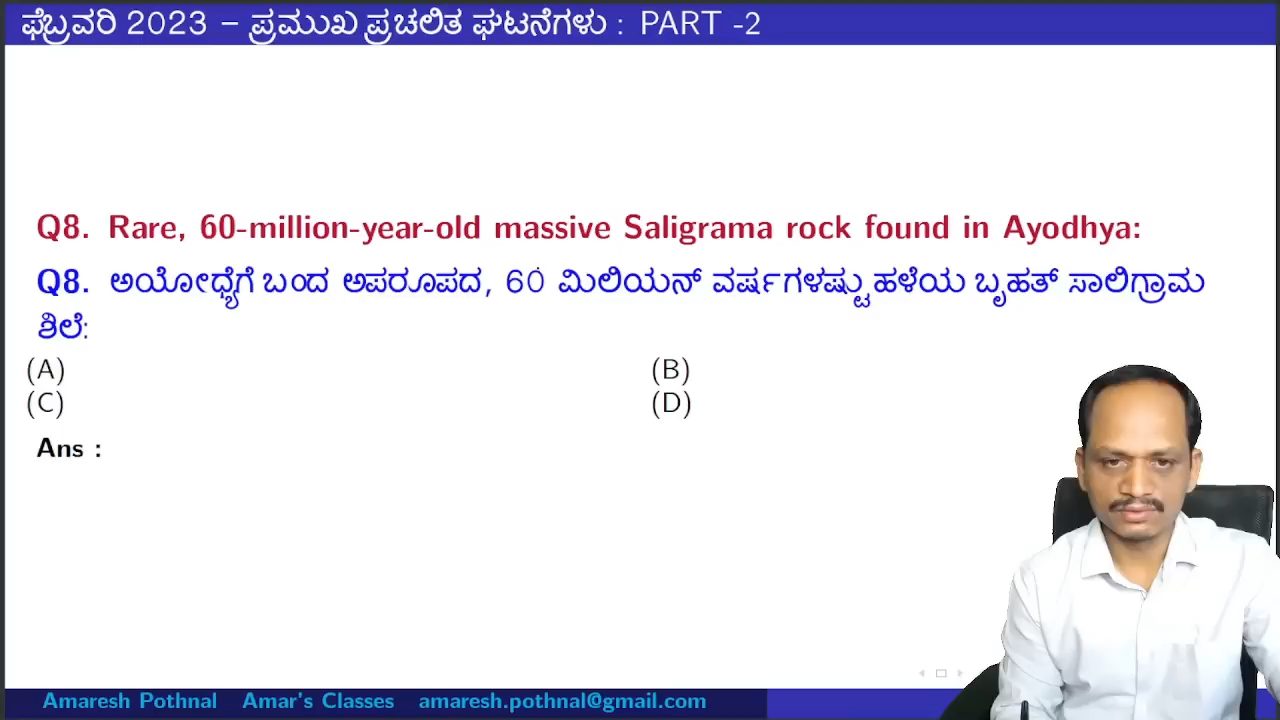 ಫೆಬ್ರವರಿ 2023 – ಪ್ರಮುಖ ಪ್ರಚಲಿತ ಘಟನೆಗಳು : PART -2
Q8. Rare, 60-million-year-old massive Saligrama rock found in Ayodhya:
Q8. ಅಯೋಧ್ಯೆಗೆ ಬಂದ ಅಪರೂಪದ, 60 ಮಿಲಿಯನ್ ವರ್ಷಗಳಷ್ಟು ಹಳೆಯ ಬೃಹತ್ ಸಾಲಿಗ್ರಾಮ
ಶಿಲೆ:
(A) (B)
(C) (D)
Ans :
Amaresh Pothnal Amar's Classes amaresh.pothnal@gmail.com